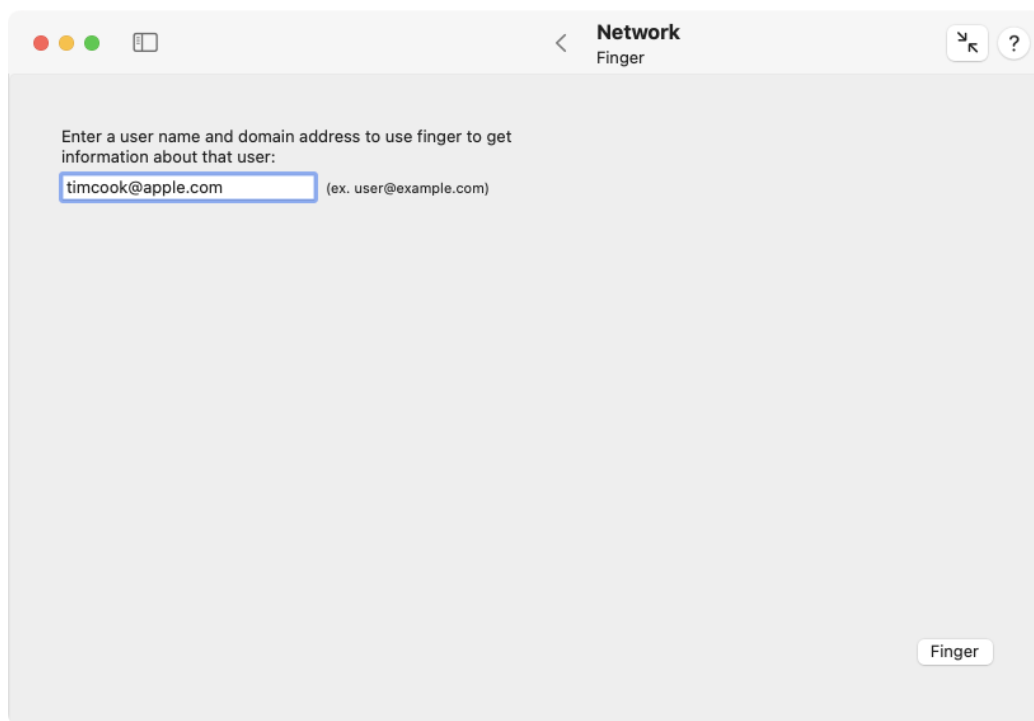 Network
Finger
?
Enter a user name and domain address to use finger to get
information about that user:
timcook@apple.com (ex. user@example.com)
Finger